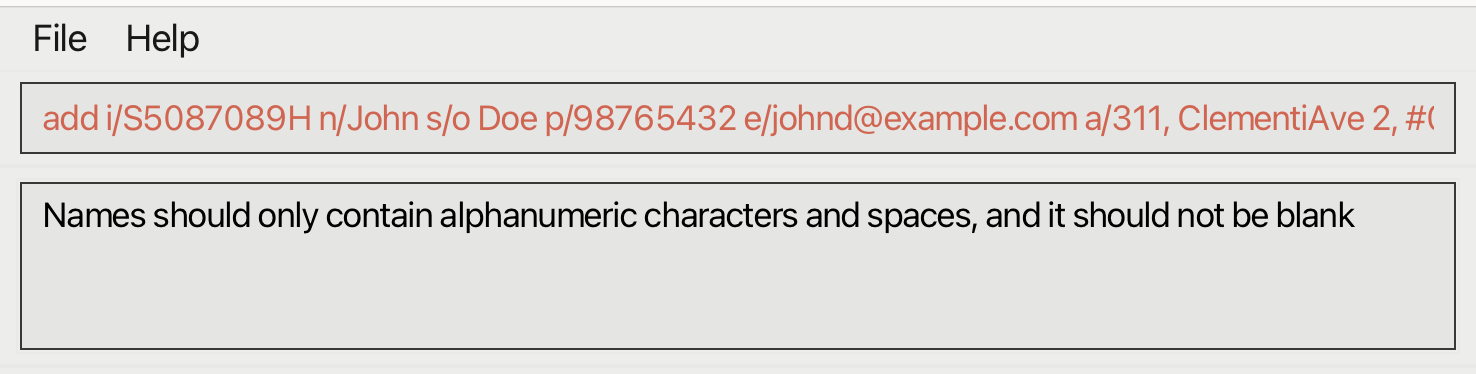 File Help
add i/S5087089H n/John s/o Doe p/98765432 e/johnd@example.com a/311, ClementiAve 2, #
Names should only contain alphanumeric characters and spaces, and it should not be blank